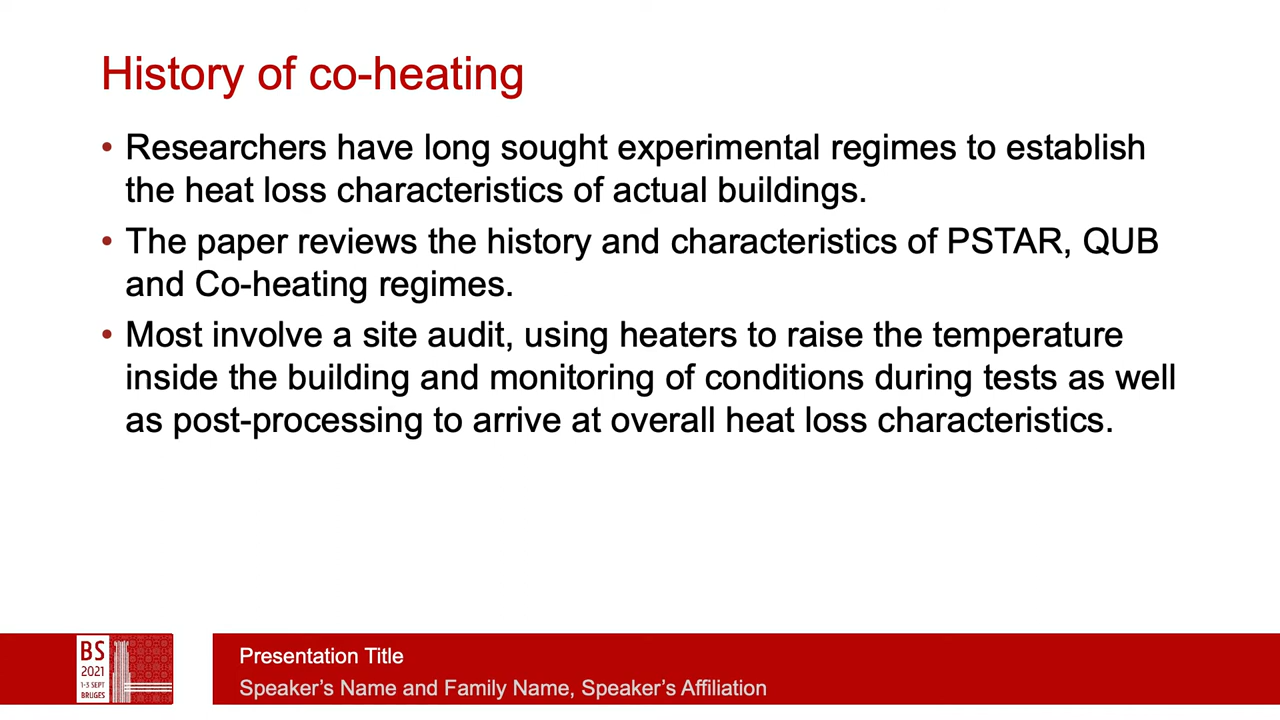 History of co-heating
• Researchers have long sought experimental regimes to establish
the heat loss characteristics of actual buildings.
• The paper reviews the history and characteristics of PSTAR, QUB
and Co-heating regimes.
• Most involve a site audit, using heaters to raise the temperature
inside the building and monitoring of conditions during tests as well
as post-processing to arrive at overall heat loss characteristics.
BS
2021
1-3 SEPT
BRUGES
Presentation Title
Speaker’s Name and Family Name, Speaker’s Affiliation